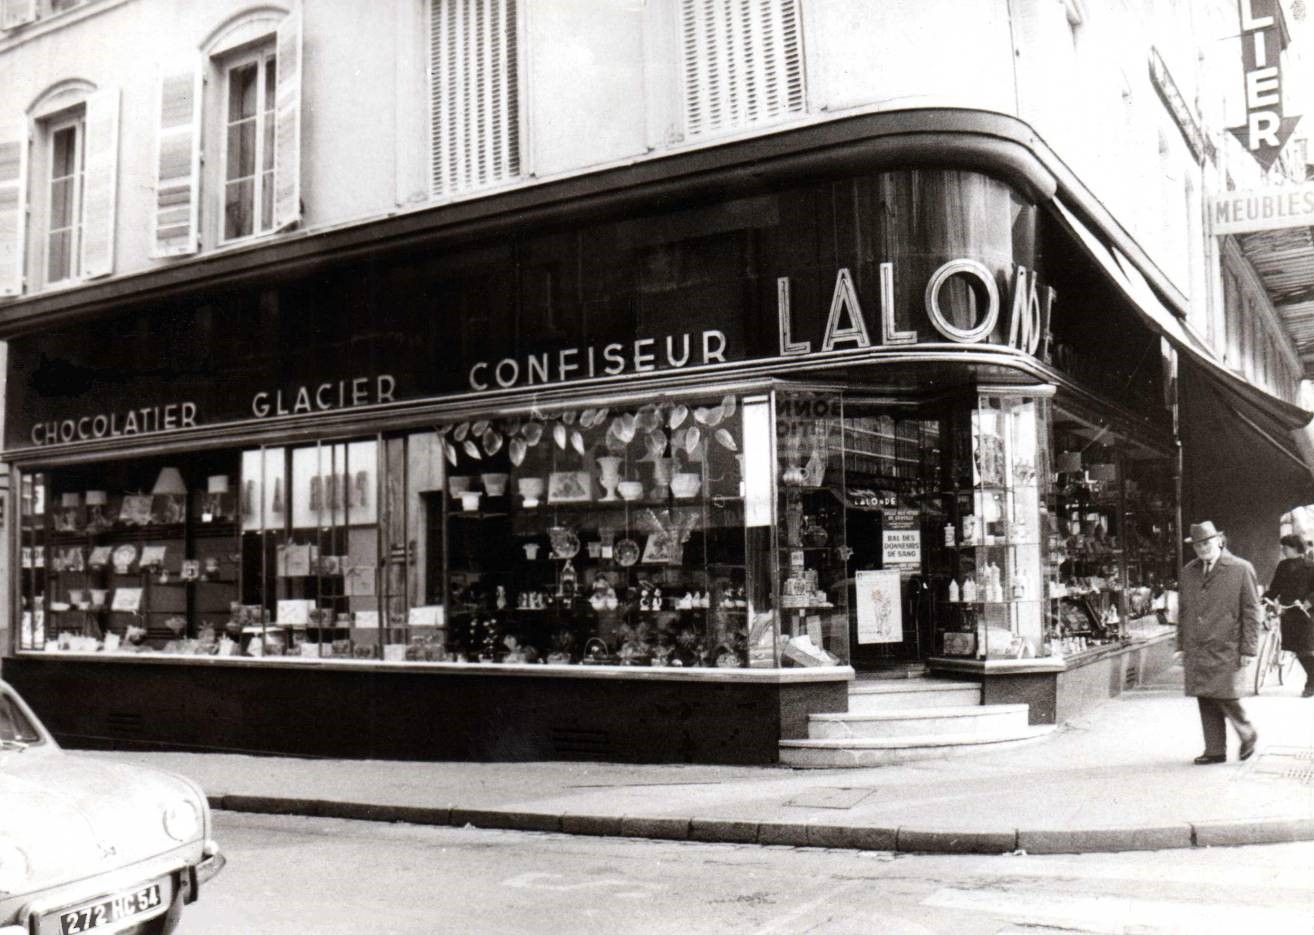 LIER
MEUBLES
LALONDE
CHOCOLATIER GLACIER CONFISEUR
LALONDE
BAL DES
DONNEURS
DE SANG
272 HC 54